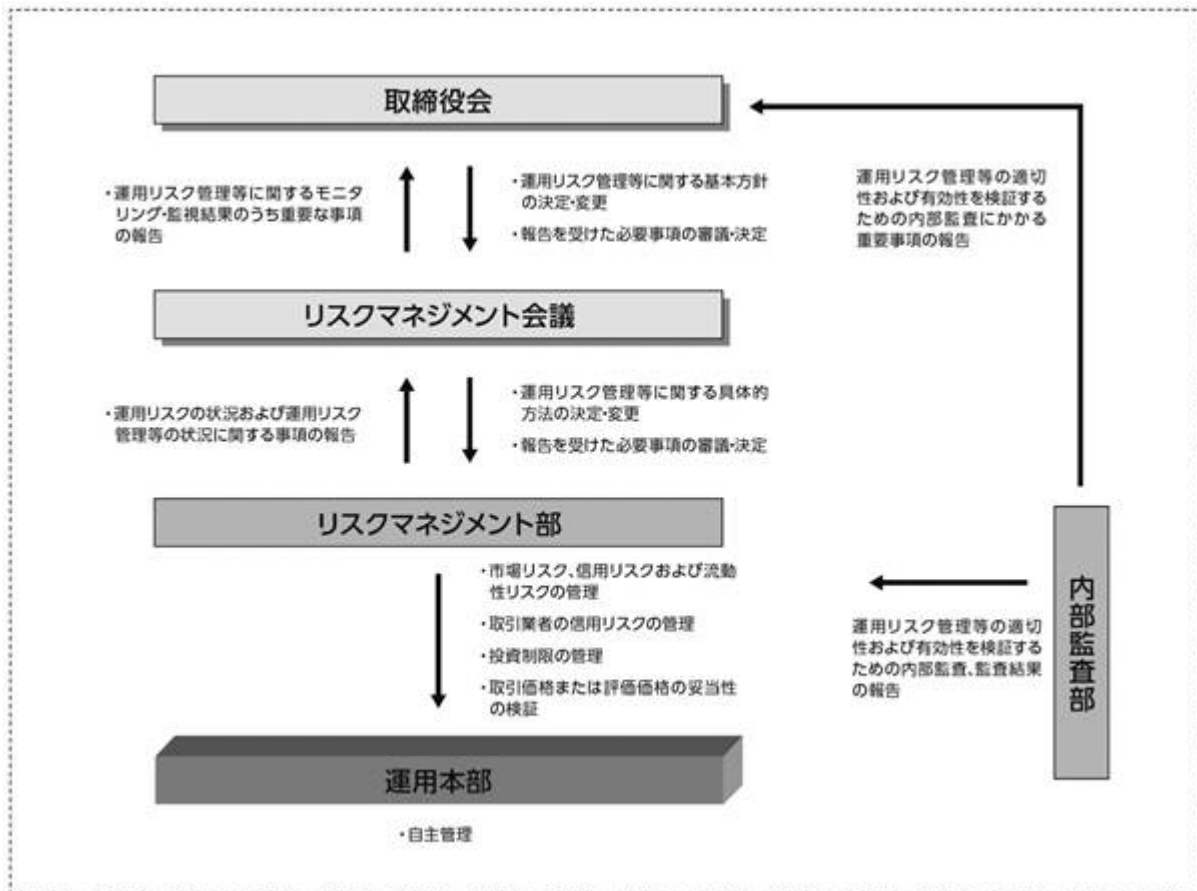 取締役会
・運用リスク管理等に関するモニタ
リング・監視結果のうち重要な事項
の報告
・運用リスク管理等に関する基本方針
の決定・変更
・報告を受けた必要事項の審議・決定
運用リスク管理等の適切
性および有効性を検証する
ための内部監査にかかる
重要事項の報告
リスクマネジメント会議
・運用リスクの状況および運用リスク
管理等の状況に関する事項の報告
・運用リスク管理等に関する具体的
方法の決定・変更
・報告を受けた必要事項の審議・決定
リスクマネジメント部
・市場リスク、信用リスクおよび流動
性リスクの管理
・取引業者の信用リスクの管理
・投資制限の管理
・取引価格または評価価格の妥当性
の検証
運用リスク管理等の適切
性および有効性を検証する
ための内部監査、監査結果
の報告
内部監査部
運用本部
・自主管理